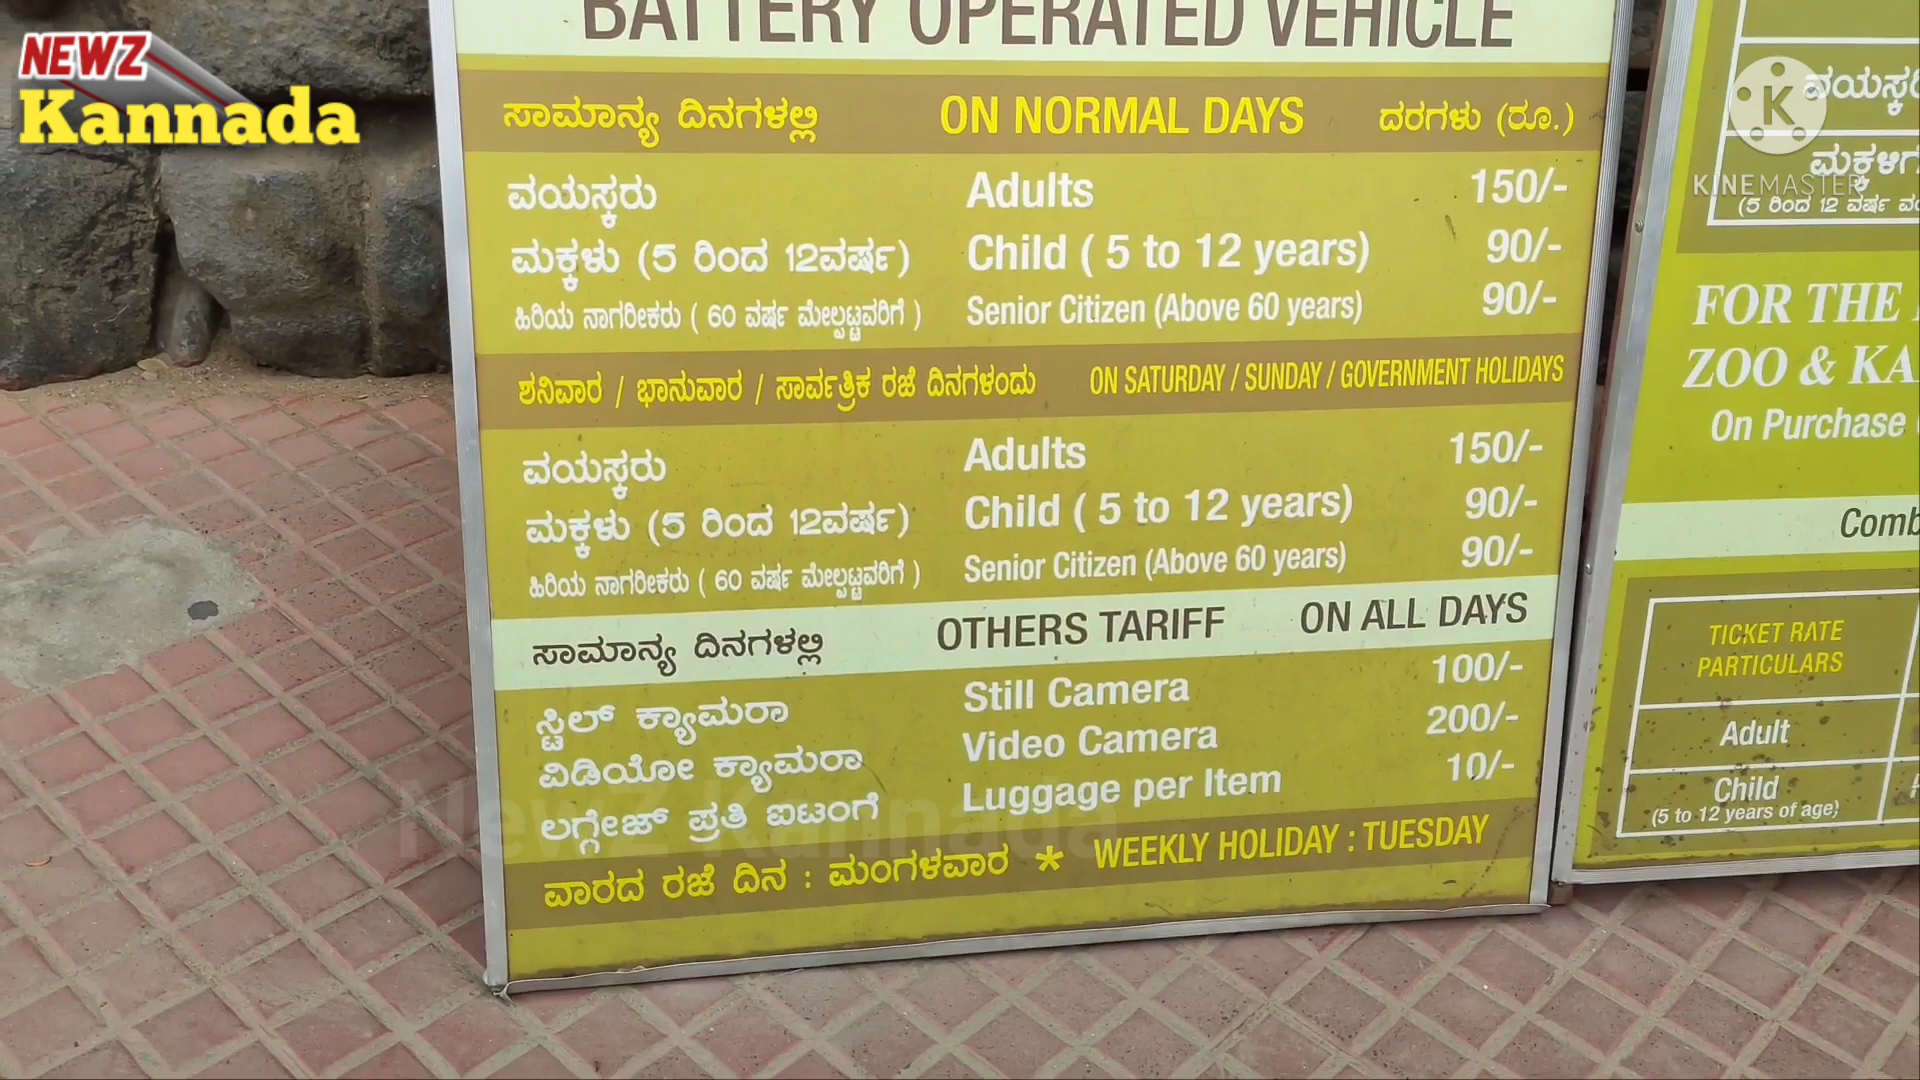 NEWZ
Kannada
BATTERY OPERATED VEHICLE
ಸಾಮಾನ್ಯ ದಿನಗಳಲ್ಲಿ ON NORMAL DAYS ದರಗಳು (ರೂ.)
ವಯಸ್ಕರು Adults 150/-
ಮಕ್ಕಳು (5 ರಿಂದ 12ವರ್ಷ) Child ( 5 to 12 years) 90/-
ಹಿರಿಯ ನಾಗರೀಕರು ( 60 ವರ್ಷ ಮೇಲ್ಪಟ್ಟವರಿಗೆ ) Senior Citizen (Above 60 years) 90/-
ಶನಿವಾರ / ಭಾನುವಾರ / ಸಾರ್ವತ್ರಿಕ ರಜೆ ದಿನಗಳಂದು ON SATURDAY / SUNDAY / GOVERNMENT HOLIDAYS
ವಯಸ್ಕರು Adults 150/-
ಮಕ್ಕಳು (5 ರಿಂದ 12ವರ್ಷ) Child ( 5 to 12 years) 90/-
ಹಿರಿಯ ನಾಗರೀಕರು ( 60 ವರ್ಷ ಮೇಲ್ಪಟ್ಟವರಿಗೆ ) Senior Citizen (Above 60 years) 90/-
ಸಾಮಾನ್ಯ ದಿನಗಳಲ್ಲಿ OTHERS TARIFF ON ALL DAYS
ಸ್ಟಿಲ್ ಕ್ಯಾಮರಾ Still Camera 100/-
ವಿಡಿಯೋ ಕ್ಯಾಮರಾ Video Camera 200/-
ಲಗ್ಗೇಜ್ ಪ್ರತಿ ಐಟಂಗೆ Luggage per Item 10/-
ವಾರದ ರಜೆ ದಿನ : ಮಂಗಳವಾರ * WEEKLY HOLIDAY : TUESDAY
NewZ Kannada
K
KINEMASTER
(5 ರಿಂದ 12 ವರ್ಷ
FOR THE
ZOO & KA
On Purchase
Comb
TICKET RATE
PARTICULARS
Adult
Child
(5 to 12 years of age)